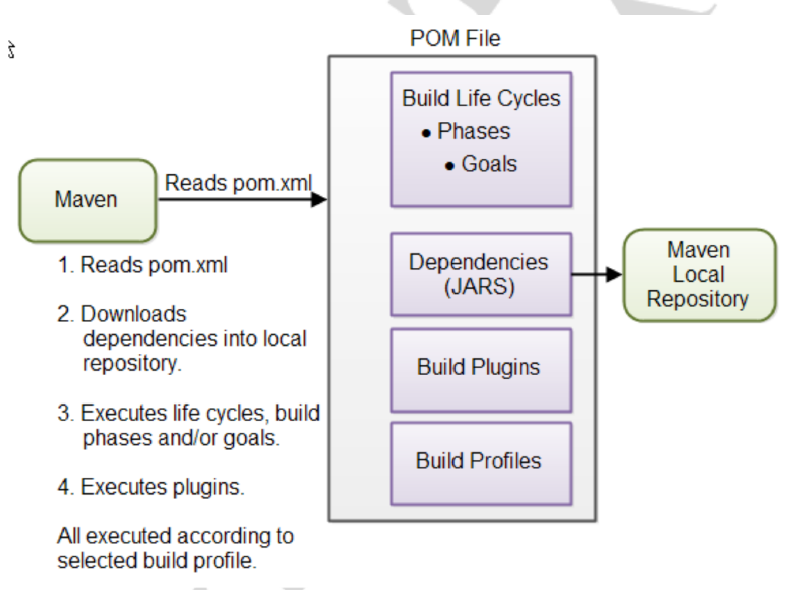 POM File
Build Life Cycles
• Phases
• Goals
Maven
Reads pom.xml
Dependencies
(JARS)
Maven
Local
Repository
Build Plugins
Build Profiles
1. Reads pom.xml
2. Downloads
dependencies into local
repository.
3. Executes life cycles, build
phases and/or goals.
4. Executes plugins.
All executed according to
selected build profile.